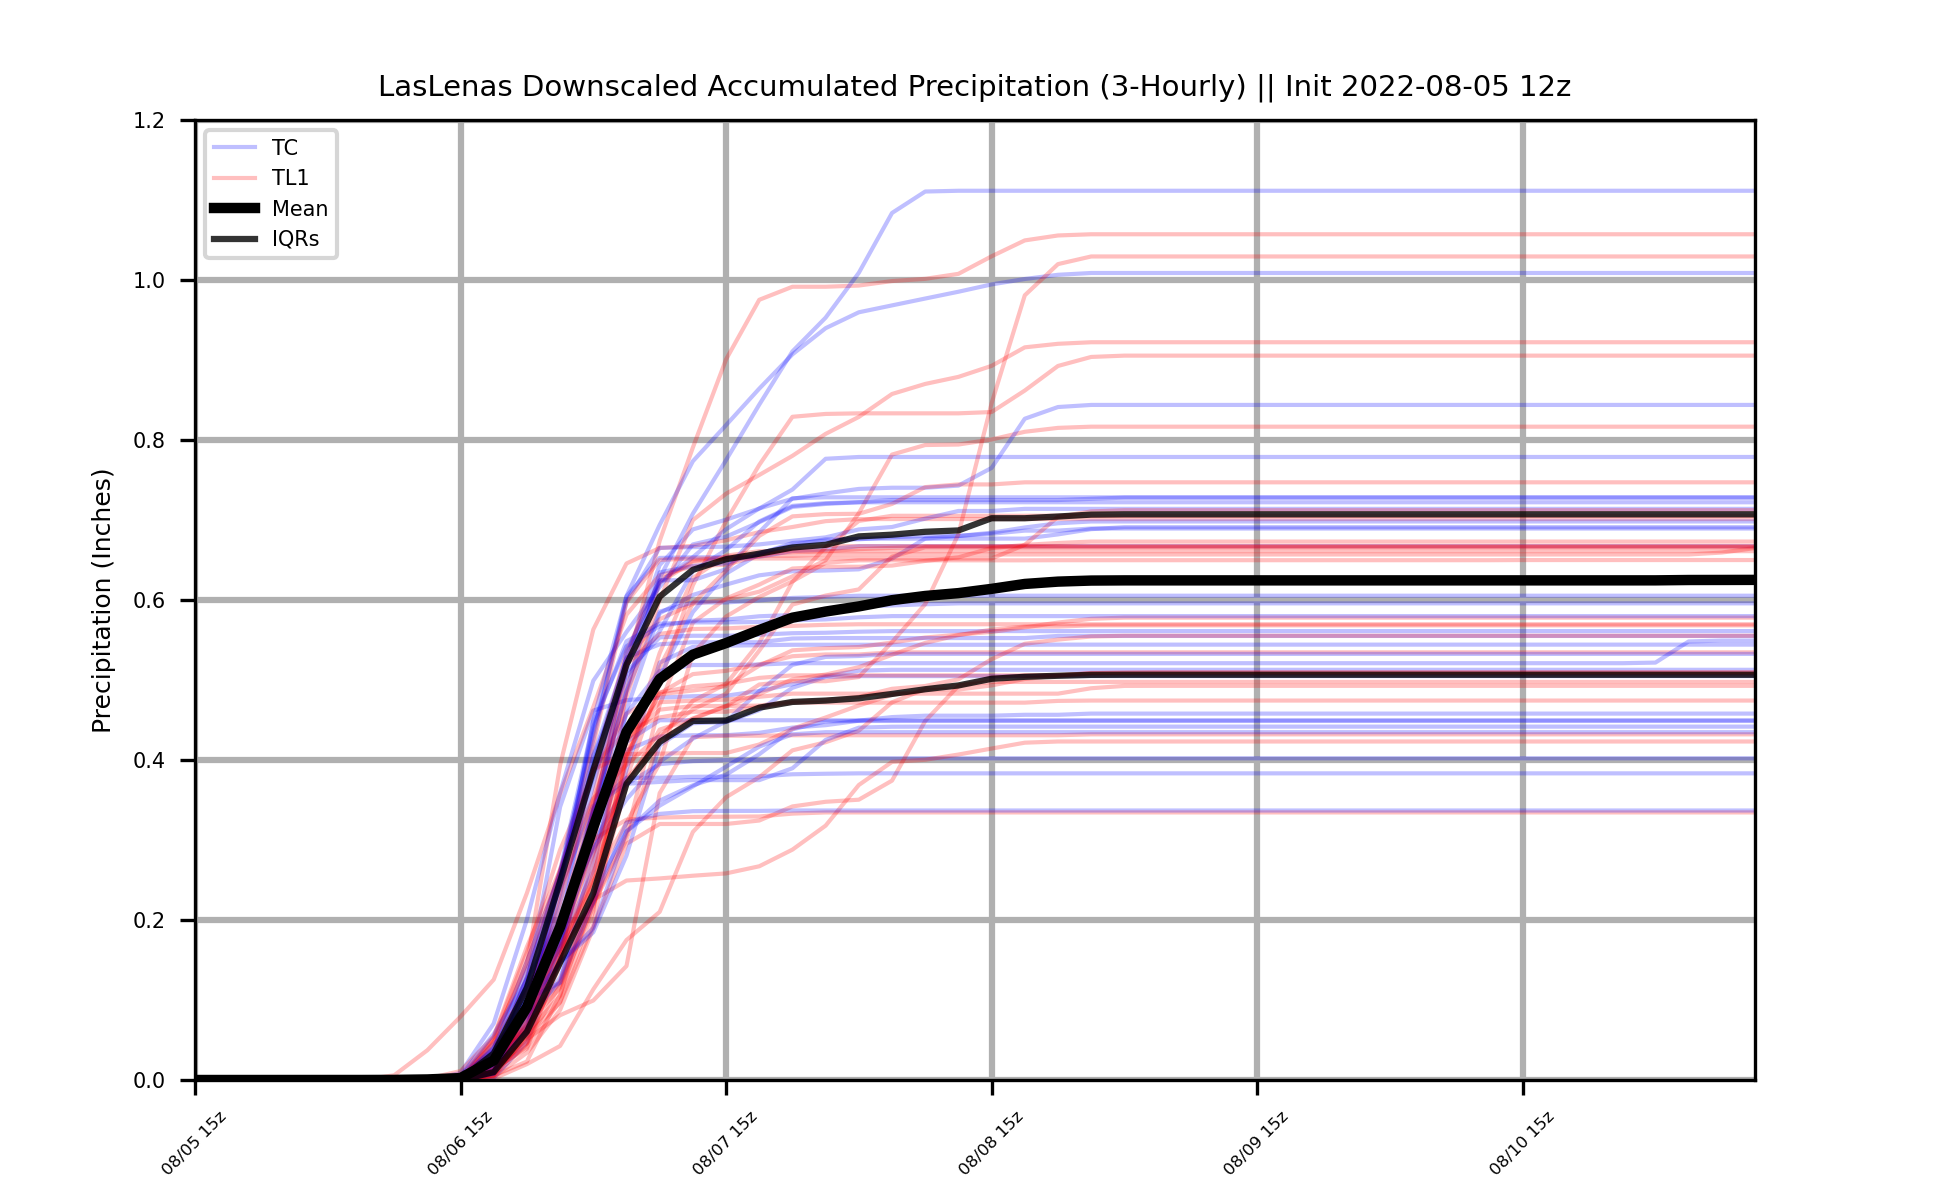 LasLenas Downscaled Accumulated Precipitation (3-Hourly) || Init 2022-08-05 12z
TC
TL1
Mean
IQRs
Precipitation (Inches)
1.2
1.0
0.8
0.6
0.4
0.2
0.0
08/05 15z
08/06 15z
08/07 15z
08/08 15z
08/09 15z
08/10 15z